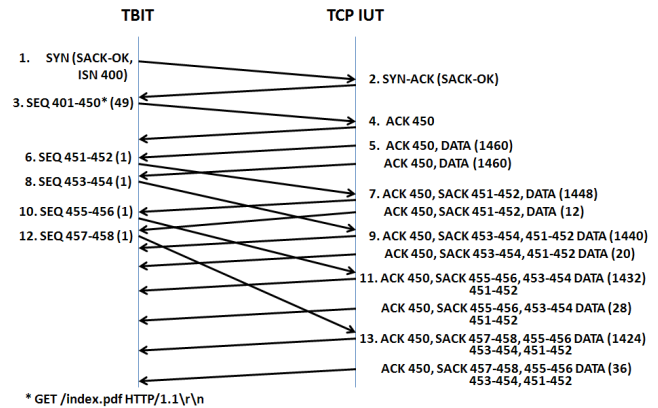 TBIT
TCP IUT
1. SYN (SACK-OK,
ISN 400)
2. SYN-ACK (SACK-OK)
3. SEQ 401-450* (49)
4. ACK 450
5. ACK 450, DATA (1460)
6. SEQ 451-452 (1)
ACK 450, DATA (1460)
8. SEQ 453-454 (1)
7. ACK 450, SACK 451-452, DATA (1448)
10. SEQ 455-456 (1)
ACK 450, SACK 451-452, DATA (12)
12. SEQ 457-458 (1)
9. ACK 450, SACK 453-454, 451-452 DATA (1440)
ACK 450, SACK 453-454, 451-452 DATA (20)
11. ACK 450, SACK 455-456, 453-454 DATA (1432)
451-452
ACK 450, SACK 455-456, 453-454 DATA (28)
451-452
13. ACK 450, SACK 457-458, 455-456 DATA (1424)
453-454, 451-452
ACK 450, SACK 457-458, 455-456 DATA (36)
453-454, 451-452
* GET /index.pdf HTTP/1.1\r\n